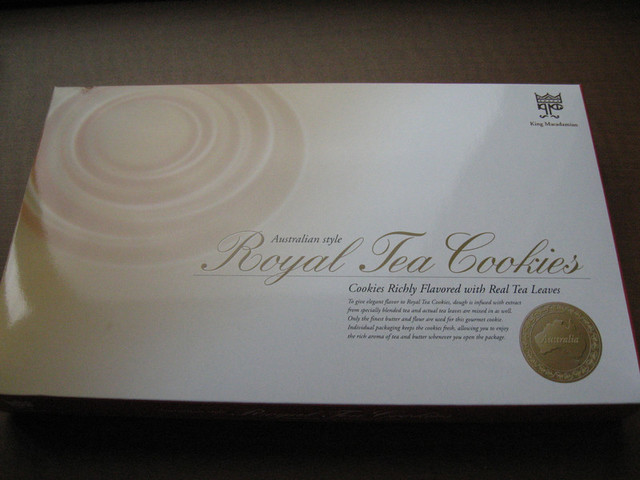 King Macadamias
Australian style
Royal Tea Cookies
Cookies Richly Flavored with Real Tea Leaves
To give elegant flavor to Royal Tea Cookies, dough is infused with extract
from specially blended tea and actual tea leaves are mixed in as well.
Only the finest butter and flour are used for this gourmet cookie.
Individual packaging keeps the cookies fresh, allowing you to enjoy
the rich aroma of tea and butter whenever you open the package.
Australia
Royal Tea Cookies